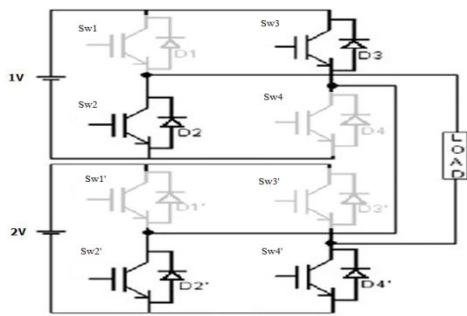 Sw1
D1
Sw3
D3
1V
Sw2
D2
Sw4
D4
LOAD
Sw1'
D1'
Sw3'
D3'
2V
Sw2'
D2'
Sw4'
D4'